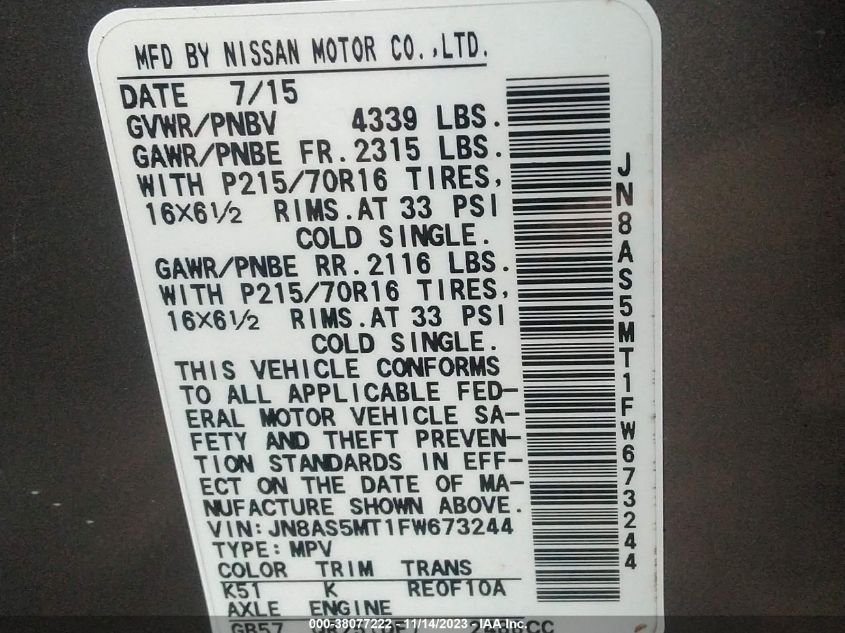 MFD BY NISSAN MOTOR CO.,LTD.
DATE 7/15
GVWR/PNBV 4339 LBS.
GAWR/PNBE FR.2315 LBS.
WITH P215/70R16 TIRES,
16X6½ RIMS.AT 33 PSI
COLD SINGLE.
GAWR/PNBE RR.2116 LBS.
WITH P215/70R16 TIRES,
16X6½ RIMS.AT 33 PSI
COLD SINGLE.
THIS VEHICLE CONFORMS
TO ALL APPLICABLE FED-
ERAL MOTOR VEHICLE SA-
FETY AND THEFT PREVEN-
TION STANDARDS IN EFF-
ECT ON THE DATE OF MA-
NUFACTURE SHOWN ABOVE.
VIN:JN8AS5MT1FW673244
TYPE:MPV
COLOR TRIM TRANS
K51 K RE0F10A
AXLE ENGINE
GB57
JN8AS5MT1FW673244
000-38077222 - 11/14/2023 - IAA Inc.